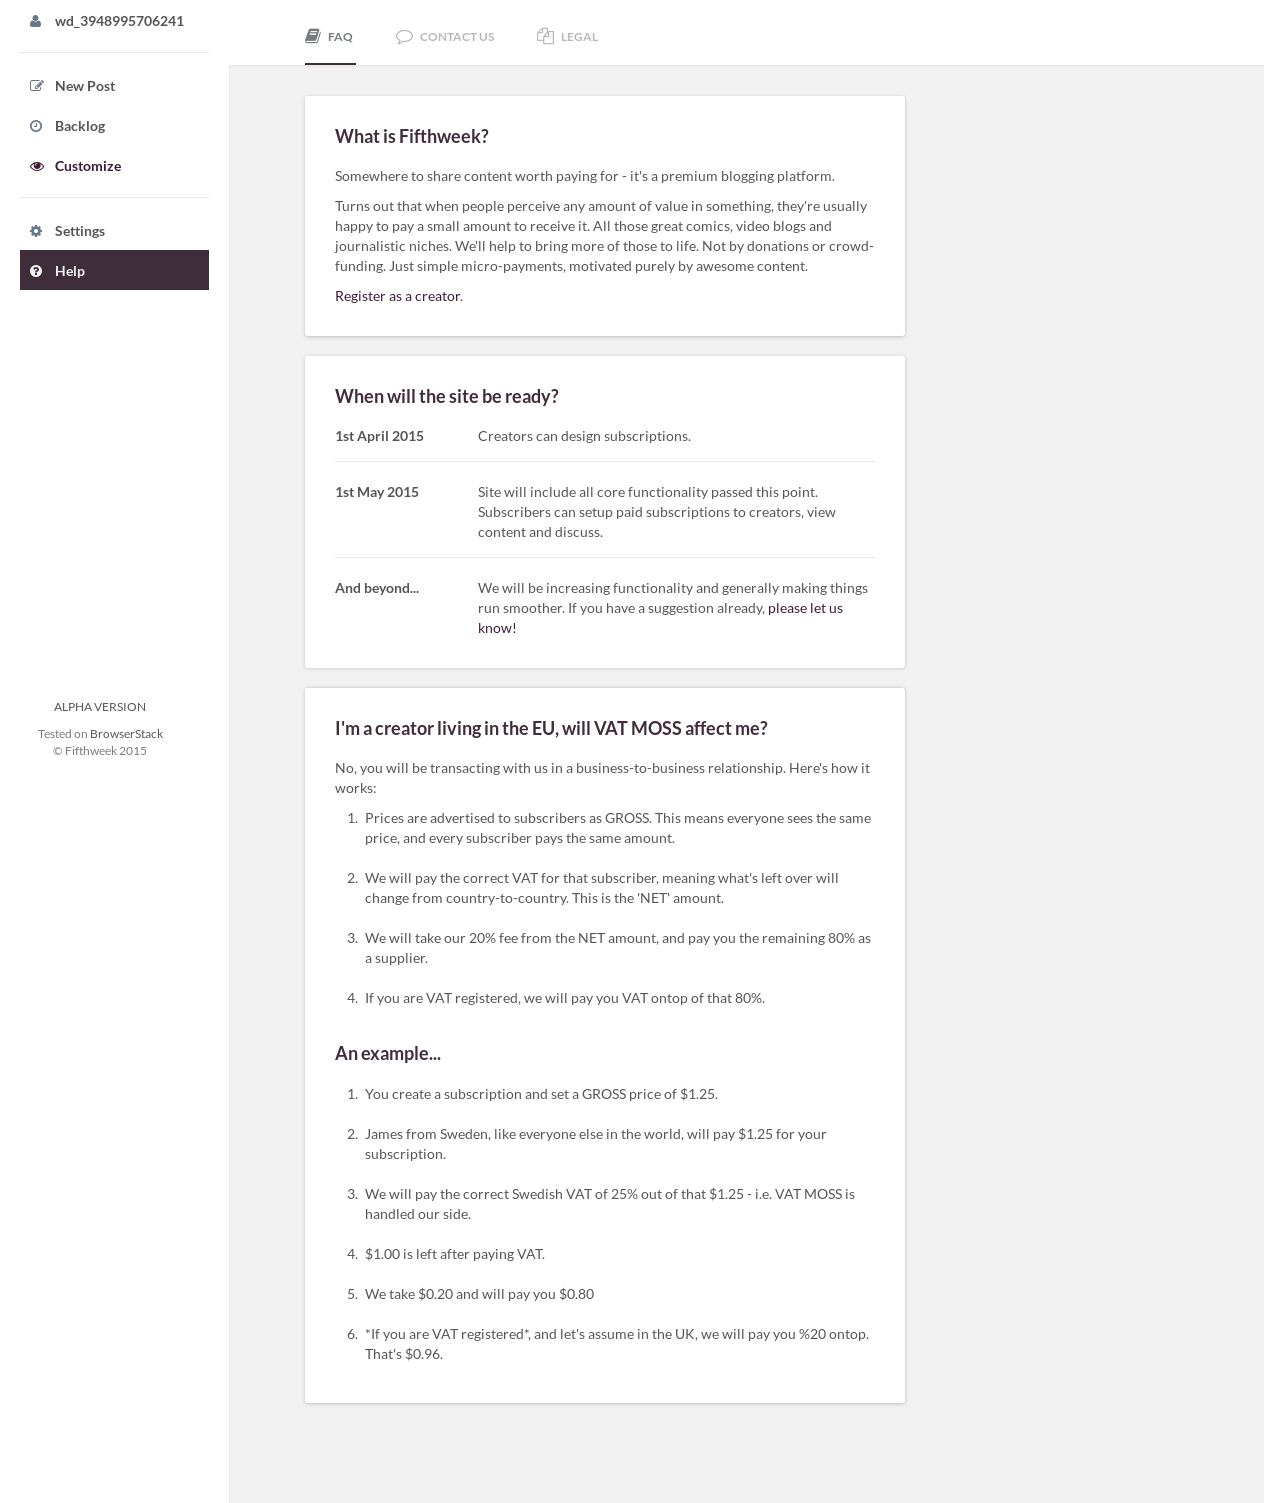 wd_3948995706241
New Post
Backlog
Customize
Settings
Help
ALPHA VERSION
Tested on BrowserStack
© Fifthweek 2015
FAQ
CONTACT US
LEGAL
What is Fifthweek?
Somewhere to share content worth paying for - it's a premium blogging platform.
Turns out that when people perceive any amount of value in something, they're usually
happy to pay a small amount to receive it. All those great comics, video blogs and
journalistic niches. We'll help to bring more of those to life. Not by donations or crowd-
funding. Just simple micro-payments, motivated purely by awesome content.
Register as a creator.
When will the site be ready?
1st April 2015
Creators can design subscriptions.
1st May 2015
Site will include all core functionality passed this point.
Subscribers can setup paid subscriptions to creators, view
content and discuss.
And beyond...
We will be increasing functionality and generally making things
run smoother. If you have a suggestion already, please let us
know!
I'm a creator living in the EU, will VAT MOSS affect me?
No, you will be transacting with us in a business-to-business relationship. Here's how it
works:
1. Prices are advertised to subscribers as GROSS. This means everyone sees the same
price, and every subscriber pays the same amount.
2. We will pay the correct VAT for that subscriber, meaning what's left over will
change from country-to-country. This is the 'NET' amount.
3. We will take our 20% fee from the NET amount, and pay you the remaining 80% as
a supplier.
4. If you are VAT registered, we will pay you VAT ontop of that 80%.
An example...
1. You create a subscription and set a GROSS price of $1.25.
2. James from Sweden, like everyone else in the world, will pay $1.25 for your
subscription.
3. We will pay the correct Swedish VAT of 25% out of that $1.25 - i.e. VAT MOSS is
handled our side.
4. $1.00 is left after paying VAT.
5. We take $0.20 and will pay you $0.80
6. *If you are VAT registered*, and let's assume in the UK, we will pay you %20 ontop.
That's $0.96.